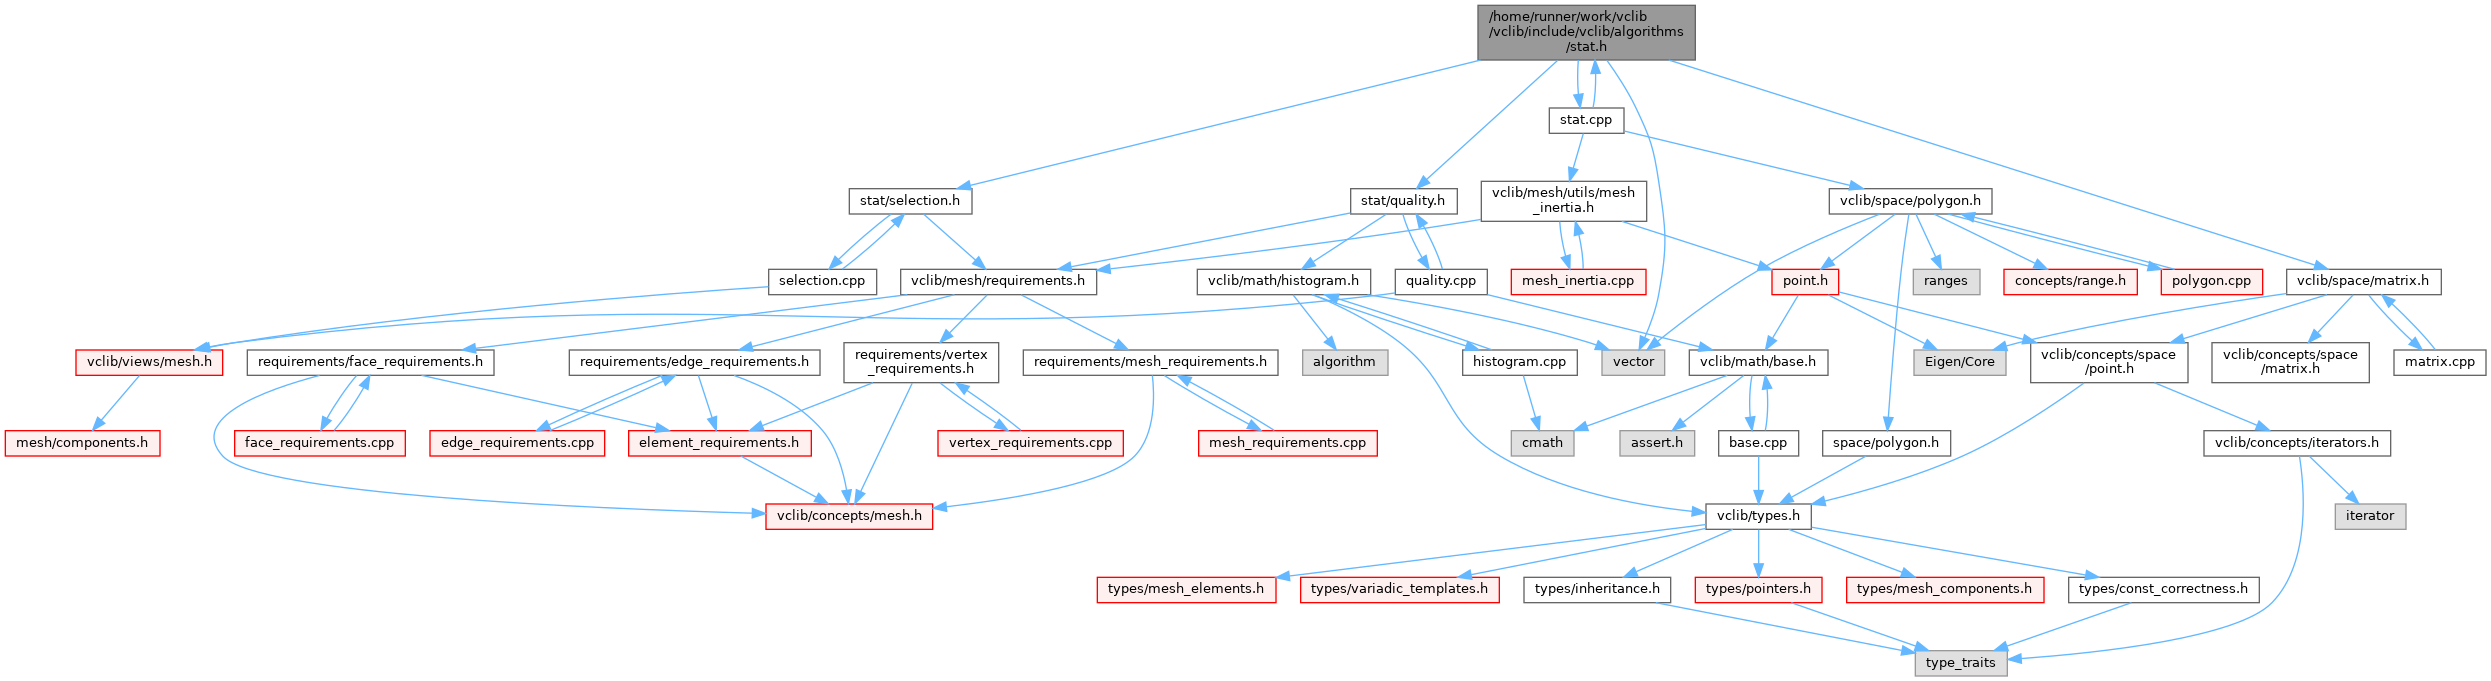 /home/runner/work/vclib
/vclib/include/vclib/algorithms
/stat.h
stat.cpp
stat/selection.h
stat/quality.h
vclib/mesh/utils/mesh
_inertia.h
vclib/space/polygon.h
selection.cpp
vclib/mesh/requirements.h
vclib/math/histogram.h
quality.cpp
mesh_inertia.cpp
point.h
ranges
concepts/range.h
polygon.cpp
vclib/space/matrix.h
vclib/views/mesh.h
requirements/face_requirements.h
requirements/edge_requirements.h
requirements/vertex
_requirements.h
requirements/mesh_requirements.h
algorithm
histogram.cpp
vector
vclib/math/base.h
Eigen/Core
vclib/concepts/space
/point.h
vclib/concepts/space
/matrix.h
matrix.cpp
mesh/components.h
face_requirements.cpp
edge_requirements.cpp
element_requirements.h
vertex_requirements.cpp
mesh_requirements.cpp
cmath
assert.h
base.cpp
space/polygon.h
vclib/concepts/iterators.h
vclib/concepts/mesh.h
vclib/types.h
iterator
types/mesh_elements.h
types/variadic_templates.h
types/inheritance.h
types/pointers.h
types/mesh_components.h
types/const_correctness.h
type_traits